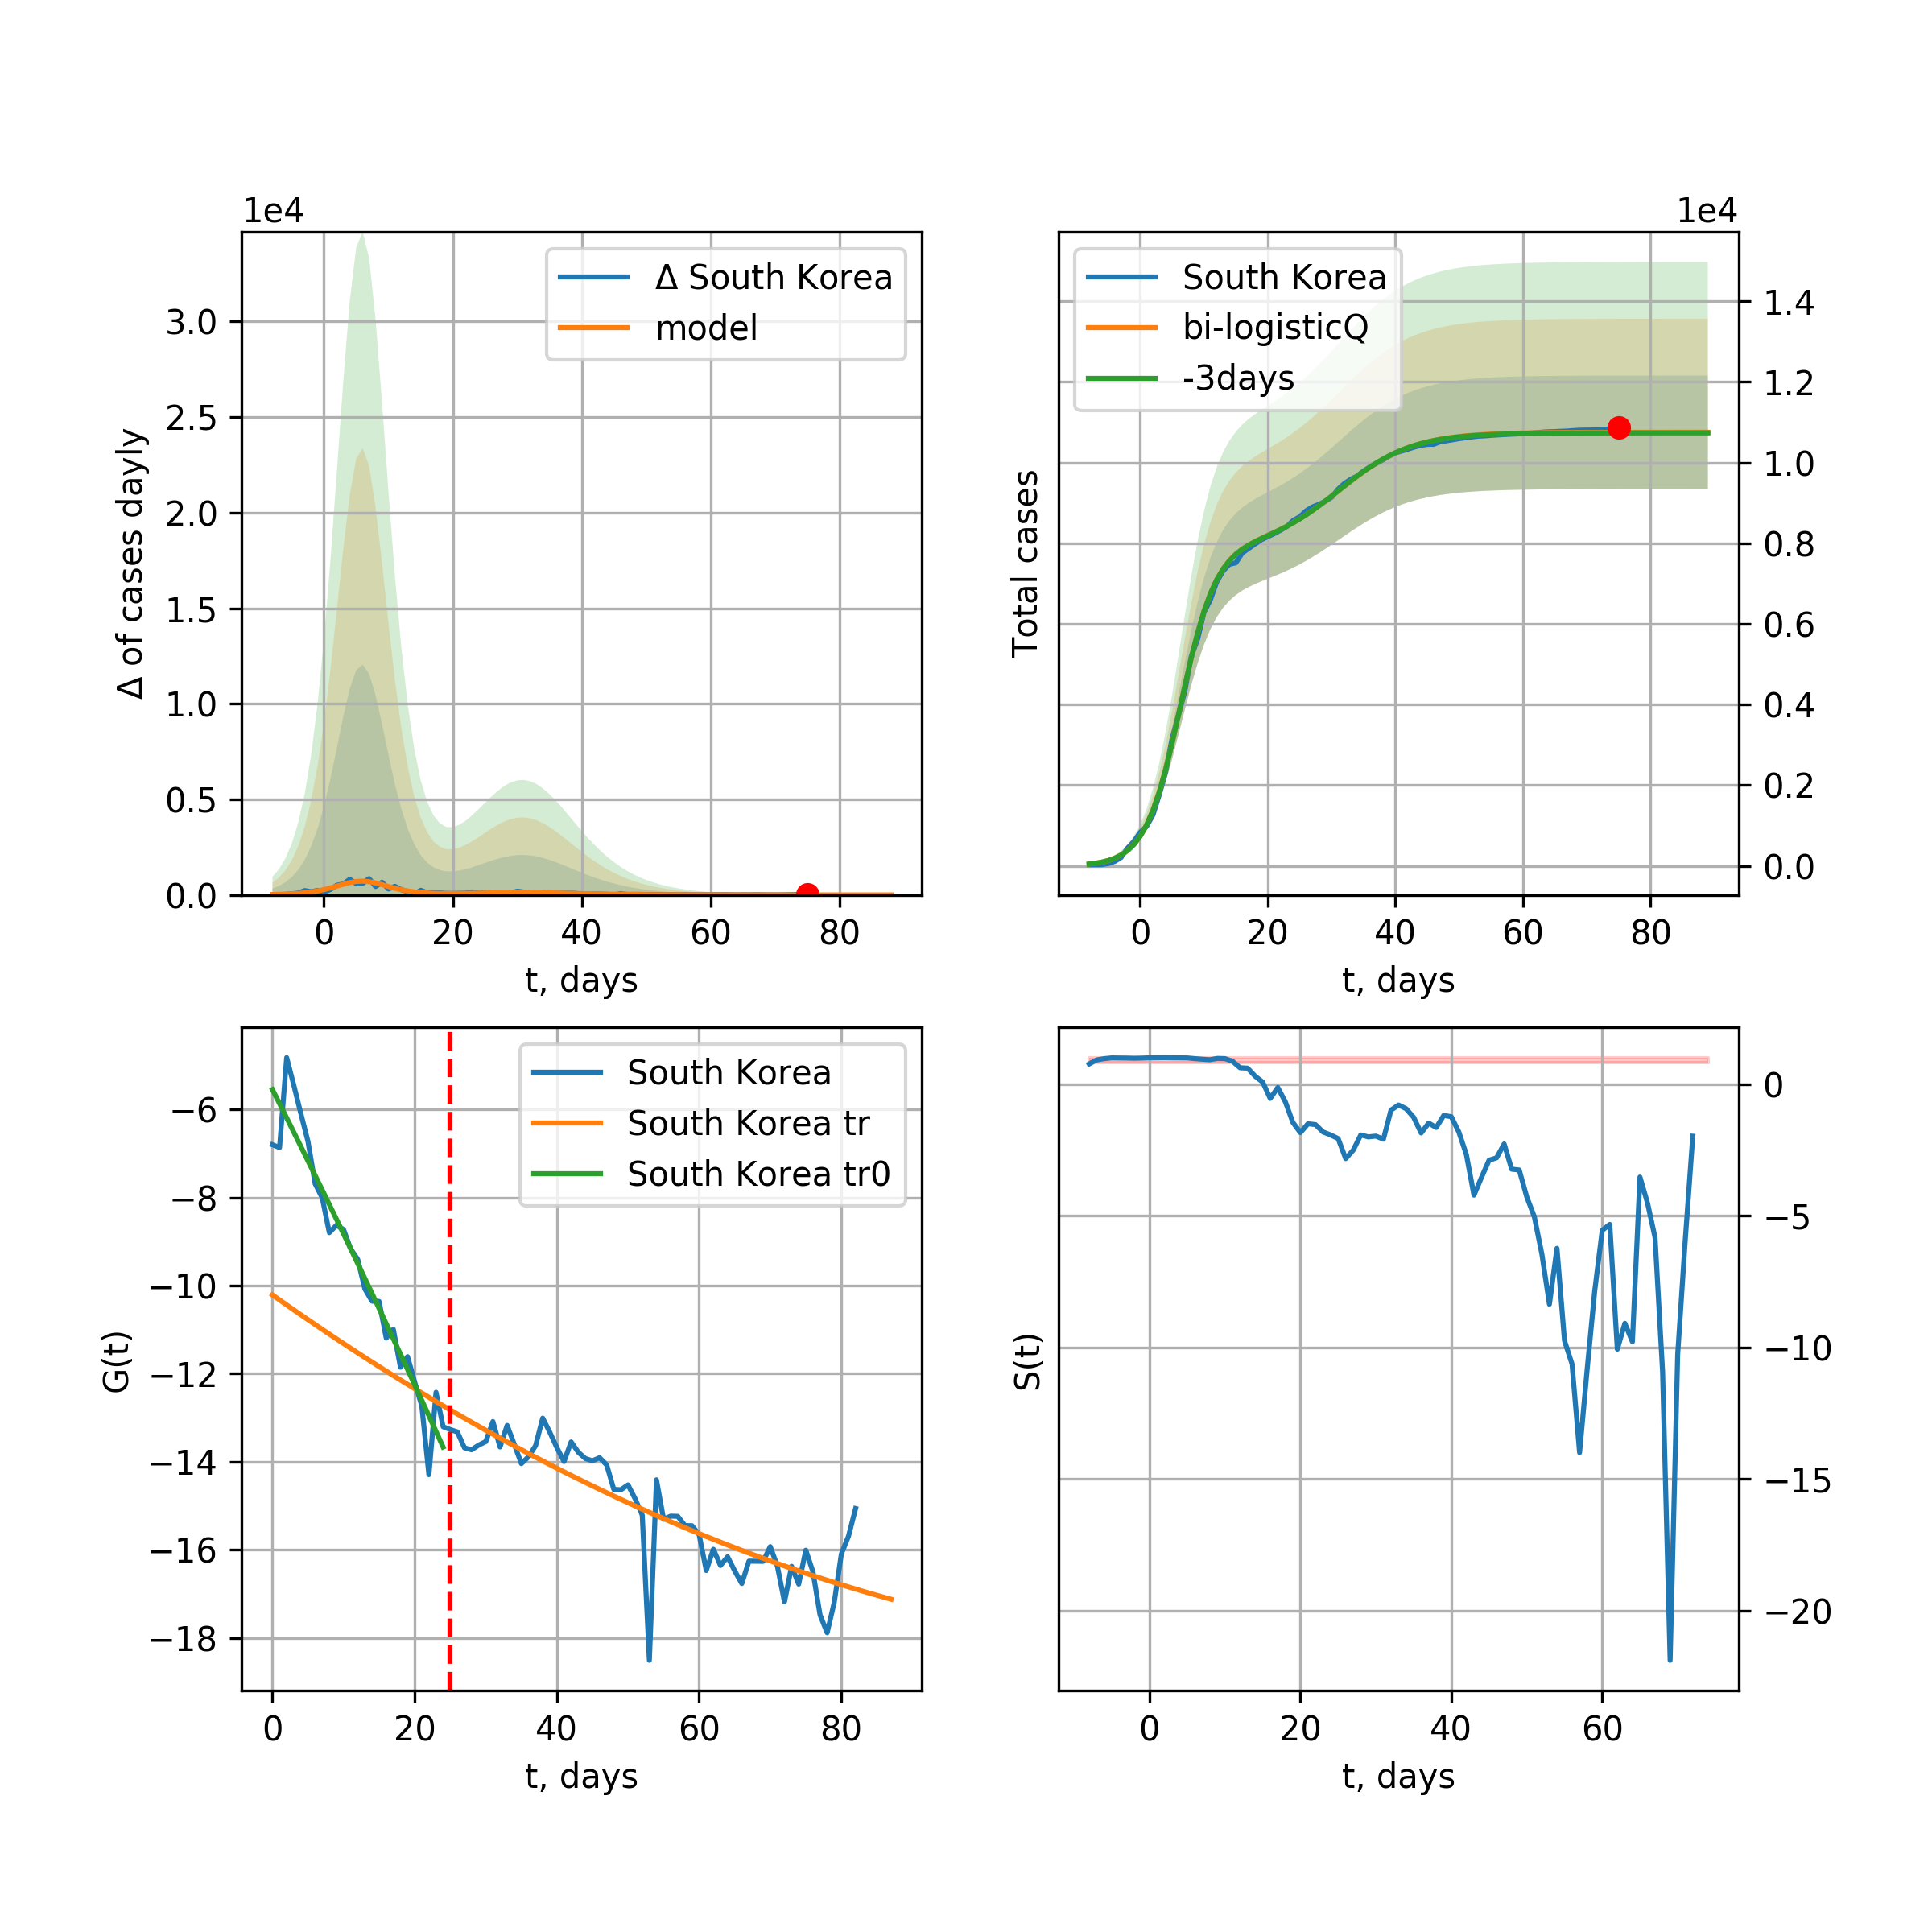 1e4
Δ of cases dayly
3.0
2.5
2.0
1.5
1.0
0.5
0.0
0 20 40 60 80
t, days
Δ South Korea
model
1e4
Total cases
1.4
1.2
1.0
0.8
0.6
0.4
0.2
0.0
0 20 40 60 80
t, days
South Korea
bi-logisticQ
-3days
G(t)
−6
−8
−10
−12
−14
−16
−18
0 20 40 60 80
t, days
South Korea
South Korea tr
South Korea tr0
S(t)
0
−5
−10
−15
−20
0 20 40 60
t, days